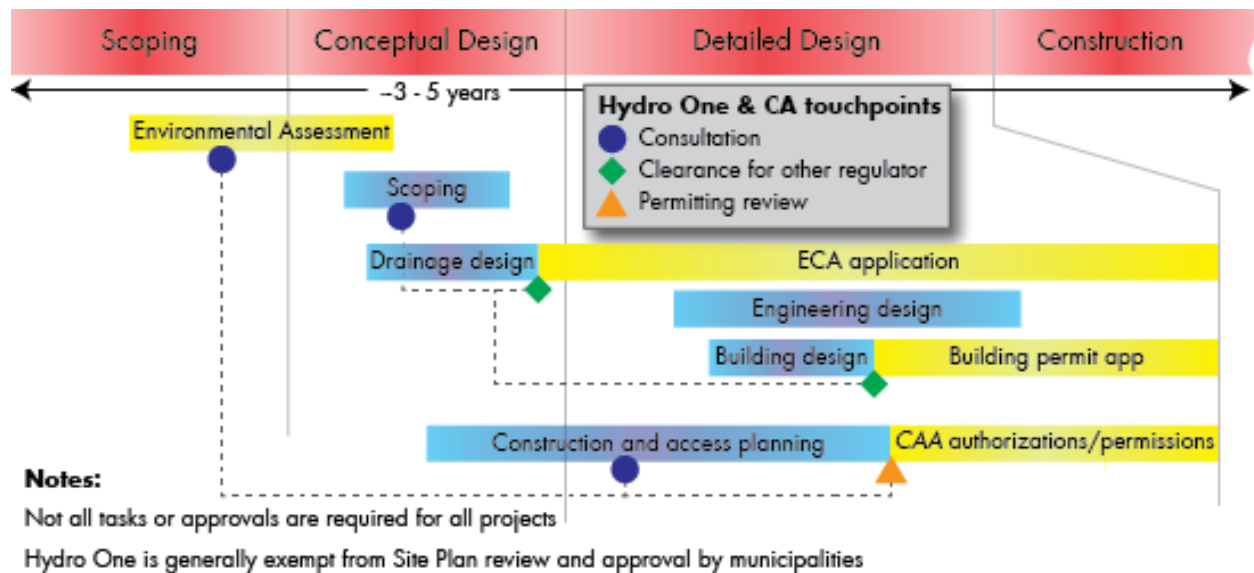 Scoping
Conceptual Design
Detailed Design
Construction
~3 - 5 years
Hydro One & CA touchpoints
Consultation
Clearance for other regulator
Permitting review
Environmental Assessment
Scoping
Drainage design
ECA application
Engineering design
Building design
Building permit app
Construction and access planning
CAA authorizations/permissions
Notes:
Not all tasks or approvals are required for all projects
Hydro One is generally exempt from Site Plan review and approval by municipalities